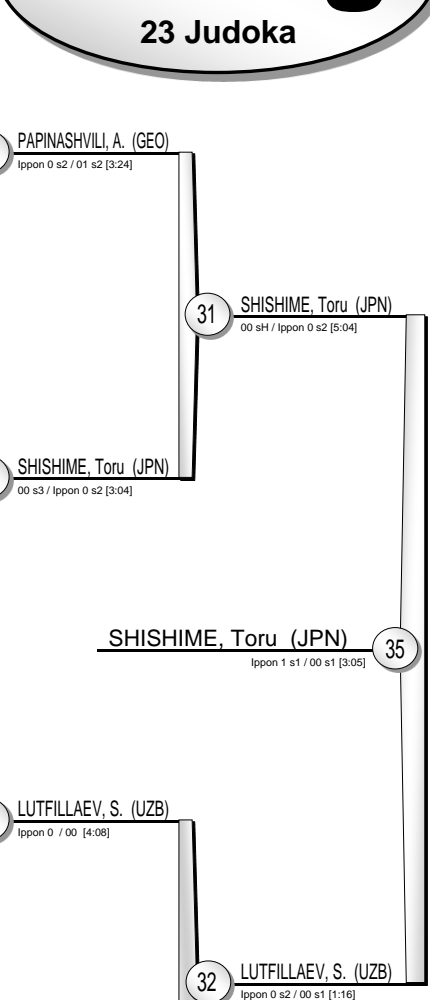 23 Judoka
PAPINASHVILI, A. (GEO)
Ippon 0 s2 / 01 s2 [3:24]
31
SHISHIME, Toru (JPN)
00 sH / Ippon 0 s2 [5:04]
SHISHIME, Toru (JPN)
00 s3 / Ippon 0 s2 [3:04]
SHISHIME, Toru (JPN)
35
Ippon 1 s1 / 00 s1 [3:05]
LUTFILLAEV, S. (UZB)
Ippon 0 / 00 [4:08]
32
LUTFILLAEV, S. (UZB)
Ippon 0 s2 / 00 s1 [1:16]